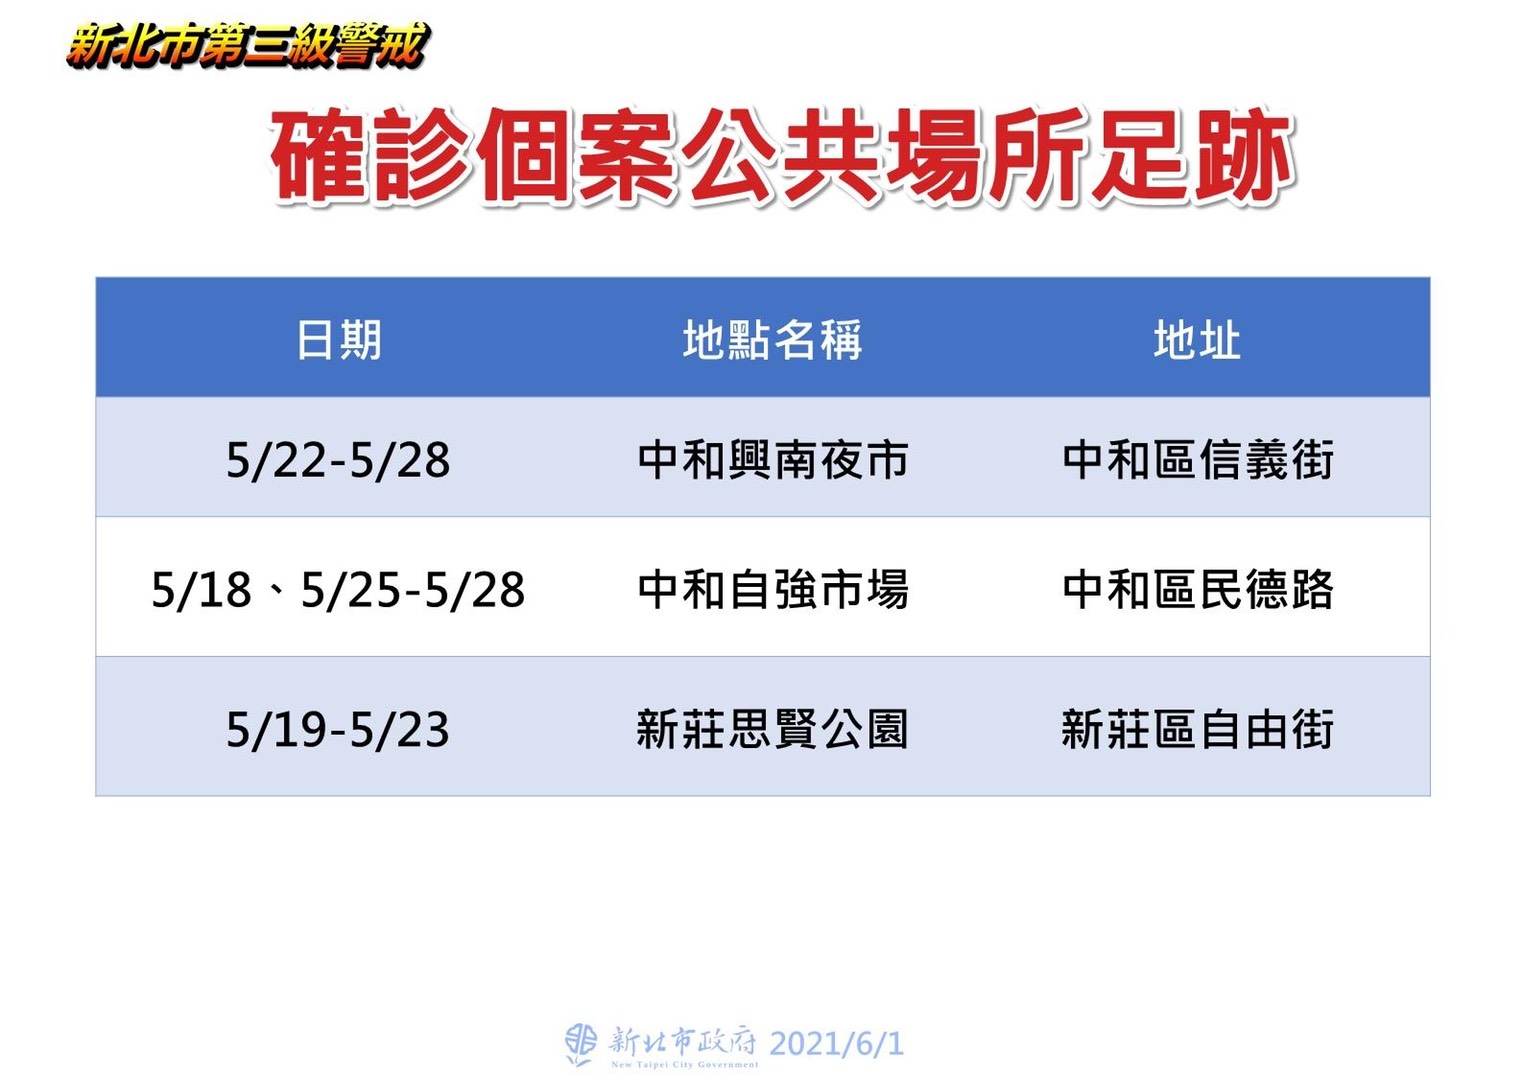 新北市第三級警戒
確診個案公共場所足跡
日期 地點名稱 地址
5/22-5/28 中和興南夜市 中和區信義街
5/18、5/25-5/28 中和自強市場 中和區民德路
5/19-5/23 新莊思賢公園 新莊區自由街
新北市政府 2021/6/1
New Taipei City Government